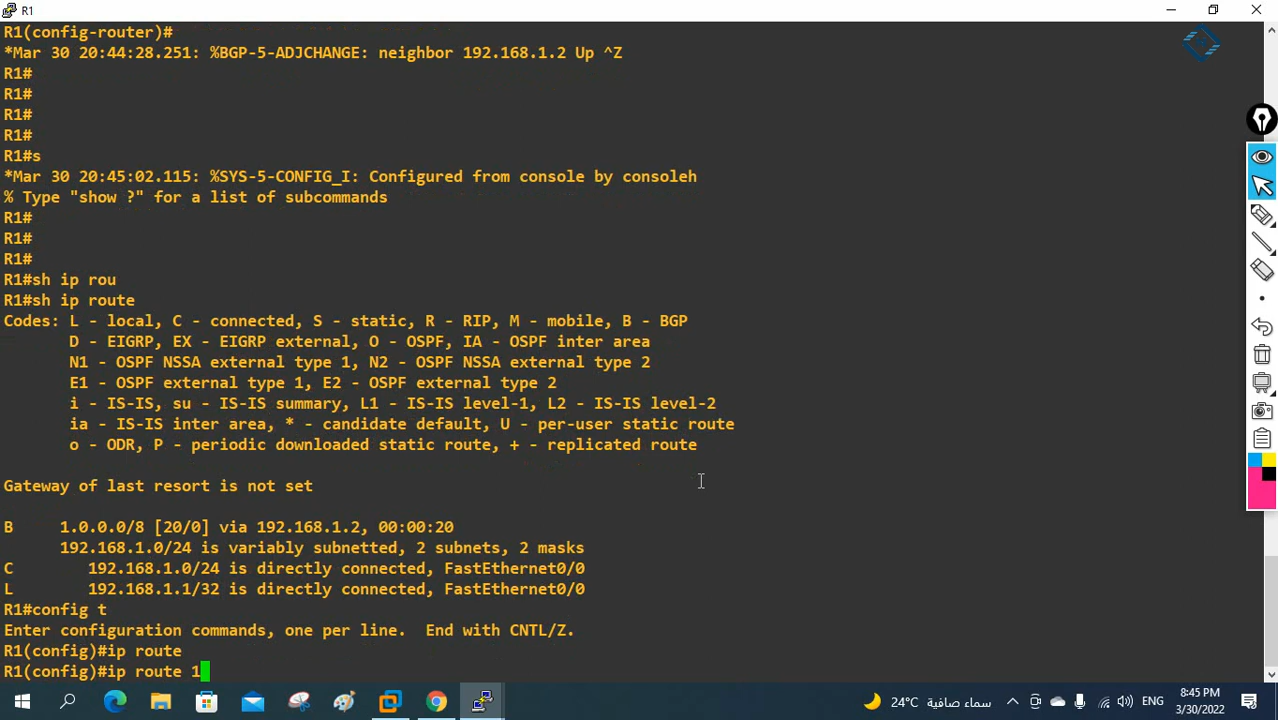 R1
R1(config-router)#
*Mar 30 20:44:28.251: %BGP-5-ADJCHANGE: neighbor 192.168.1.2 Up ^Z
R1#
R1#
R1#
R1#
R1#s
*Mar 30 20:45:02.115: %SYS-5-CONFIG_I: Configured from console by consoleh
% Type "show ?" for a list of subcommands
R1#
R1#
R1#
R1#sh ip rou
R1#sh ip route
Codes: L - local, C - connected, S - static, R - RIP, M - mobile, B - BGP
D - EIGRP, EX - EIGRP external, O - OSPF, IA - OSPF inter area
N1 - OSPF NSSA external type 1, N2 - OSPF NSSA external type 2
E1 - OSPF external type 1, E2 - OSPF external type 2
i - IS-IS, su - IS-IS summary, L1 - IS-IS level-1, L2 - IS-IS level-2
ia - IS-IS inter area, * - candidate default, U - per-user static route
o - ODR, P - periodic downloaded static route, + - replicated route
Gateway of last resort is not set
B 1.0.0.0/8 [20/0] via 192.168.1.2, 00:00:20
192.168.1.0/24 is variably subnetted, 2 subnets, 2 masks
C 192.168.1.0/24 is directly connected, FastEthernet0/0
L 192.168.1.1/32 is directly connected, FastEthernet0/0
R1#config t
Enter configuration commands, one per line. End with CNTL/Z.
R1(config)#ip route
R1(config)#ip route 1
24°C سماء صافية
ENG
8:45 PM
3/30/2022